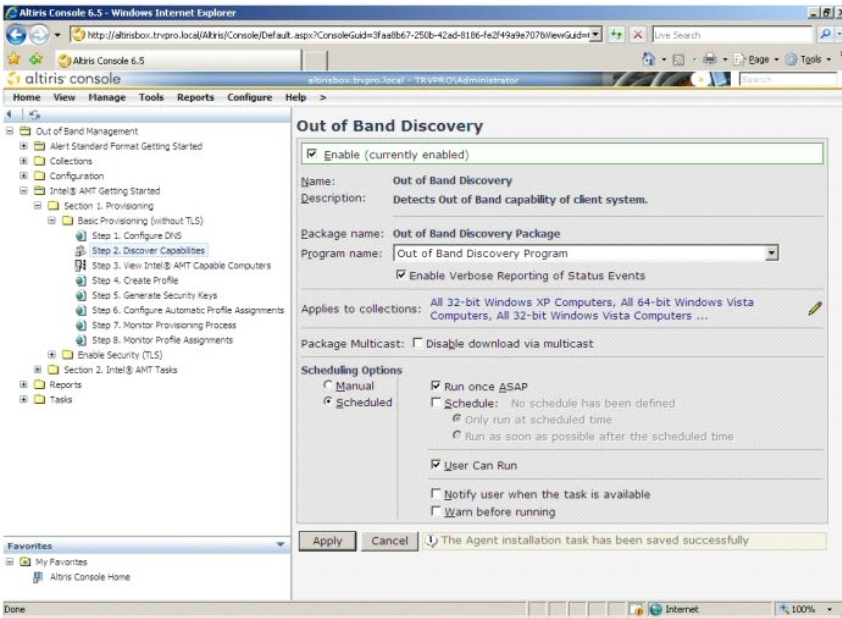 Altiris Console 6.5 - Windows Internet Explorer
http://altirisbox.trvpro.local/Altiris/Console/Default.aspx?ConsoleGuid=3faa8b67-250b-42ad-8186-fe2f49a9e707&ViewGuid=
Live Search
Altiris Console 6.5
Page
Tools
altiris console
altirisbox.trvpro.local - TRVPRO\Administrator
Search
Home View Manage Tools Reports Configure Help >
Out of Band Management
Alert Standard Format Getting Started
Collections
Configuration
Intel® AMT Getting Started
Section 1. Provisioning
Basic Provisioning (without TLS)
Step 1. Configure DNS
Step 2. Discover Capabilities
Step 3. View Intel® AMT Capable Computers
Step 4. Create Profile
Step 5. Generate Security Keys
Step 6. Configure Automatic Profile Assignments
Step 7. Monitor Provisioning Process
Step 8. Monitor Profile Assignments
Enable Security (TLS)
Section 2. Intel® AMT Tasks
Reports
Tasks
Favorites
My Favorites
Altiris Console Home
Out of Band Discovery
Enable (currently enabled)
Name: Out of Band Discovery
Description: Detects Out of Band capability of client system.
Package name: Out of Band Discovery Package
Program name: Out of Band Discovery Program
Enable Verbose Reporting of Status Events
Applies to collections: All 32-bit Windows XP Computers, All 64-bit Windows Vista
Computers, All 32-bit Windows Vista Computers ...
Package Multicast: Disable download via multicast
Scheduling Options
Manual
Scheduled
Run once ASAP
Schedule: No schedule has been defined
Only run at scheduled time
Run as soon as possible after the scheduled time
User Can Run
Notify user when the task is available
Warn before running
Apply Cancel The Agent installation task has been saved successfully
Done Internet 100%